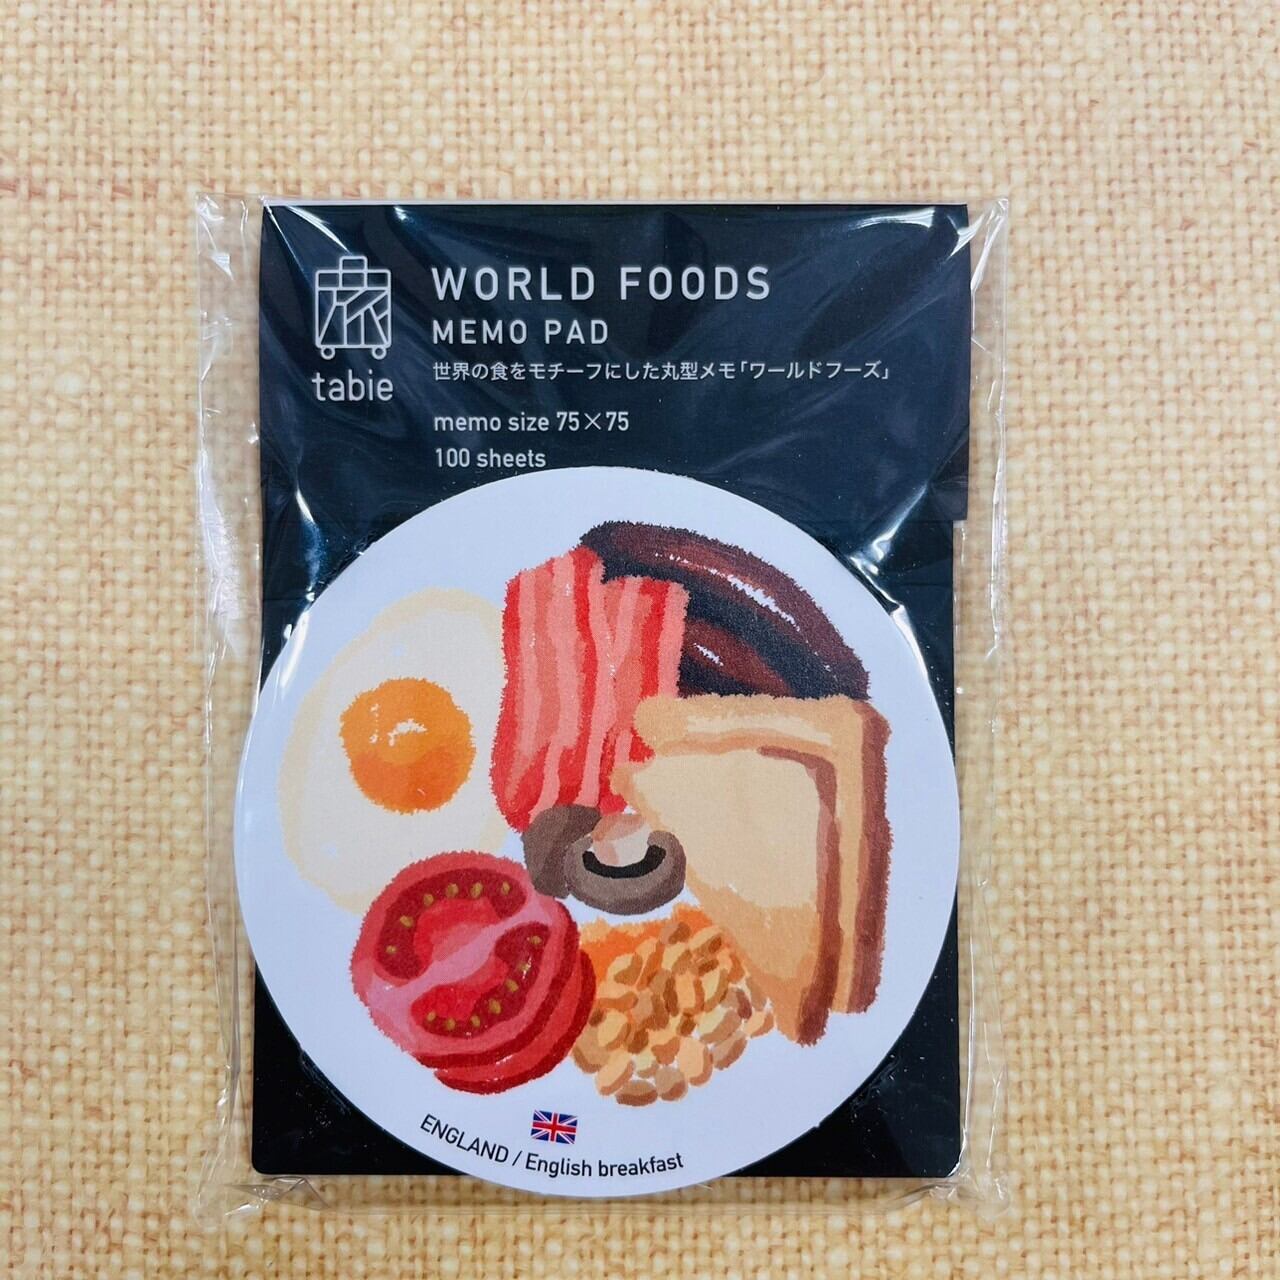 旅
tabie
WORLD FOODS
MEMO PAD
世界の食をモチーフにした丸型メモ「ワールドフーズ」
memo size 75×75
100 sheets
ENGLAND / English breakfast